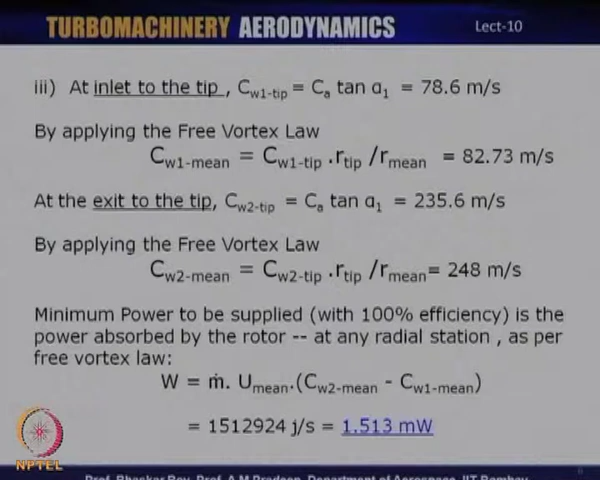 TURBOMACHINERY AERODYNAMICS Lect-10
iii) At inlet to the tip , Cw1-tip = Ca tan α1 = 78.6 m/s
By applying the Free Vortex Law
Cw1-mean = Cw1-tip .rtip /rmean = 82.73 m/s
At the exit to the tip, Cw2-tip = Ca tan α1 = 235.6 m/s
By applying the Free Vortex Law
Cw2-mean = Cw2-tip .rtip /rmean= 248 m/s
Minimum Power to be supplied (with 100% efficiency) is the
power absorbed by the rotor -- at any radial station , as per
free vortex law:
W = ṁ. Umean.(Cw2-mean - Cw1-mean)
= 1512924 j/s = 1.513 mW
NPTEL
Prof. Bhaskar Roy, Prof. A M Pradeep, Department of Aerospace, IIT Bombay